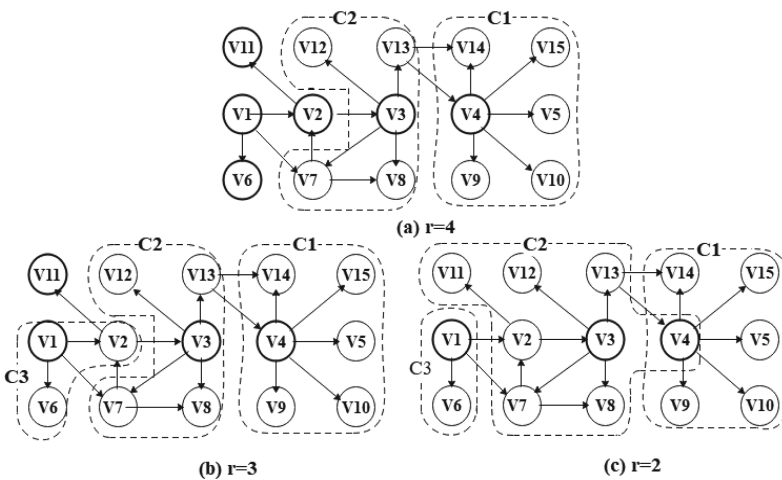 C2 C1
V11 V12 V13 V14 V15
V1 V2 V3 V4 V5
V6 V7 V8 V9 V10
(a) r=4
C2 C1
V11 V12 V13 V14 V15
V1 V2 V3 V4 V5
C3
V6 V7 V8 V9 V10
(b) r=3
C2 C1
V11 V12 V13 V14 V15
V1 V2 V3 V4 V5
C3
V6 V7 V8 V9 V10
(c) r=2